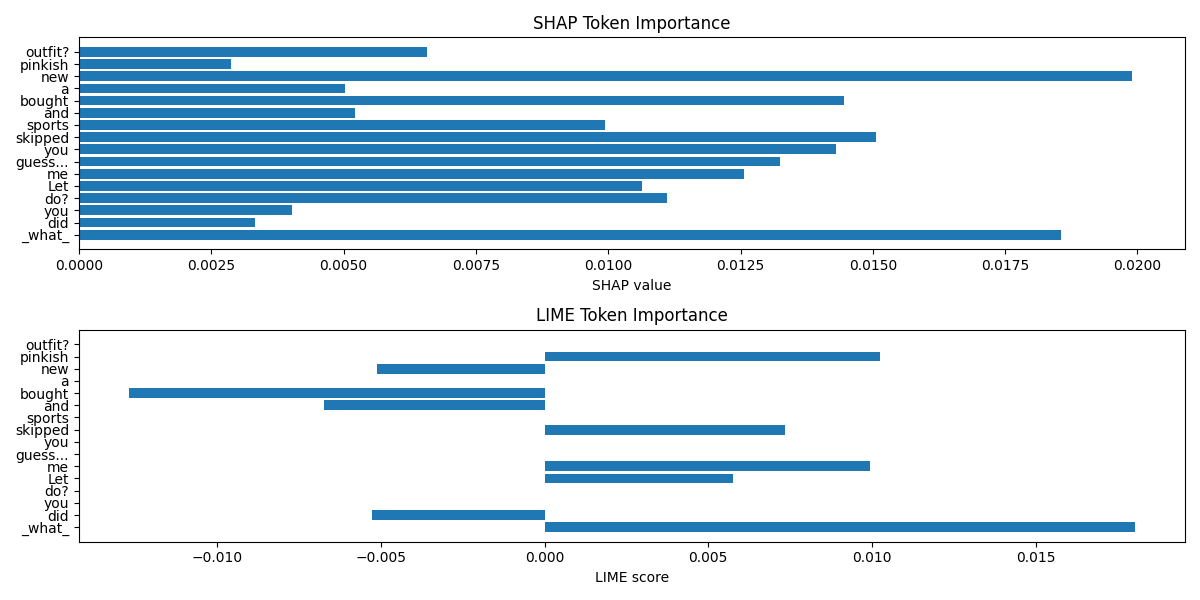 SHAP Token Importance
outfit?
pinkish
new
a
bought
and
sports
skipped
you
guess...
me
Let
do?
you
did
_what_
0.0000 0.0025 0.0050 0.0075 0.0100 0.0125 0.0150 0.0175 0.0200
SHAP value
LIME Token Importance
outfit?
pinkish
new
a
bought
and
sports
skipped
you
guess...
me
Let
do?
you
did
_what_
−0.010 −0.005 0.000 0.005 0.010 0.015
LIME score